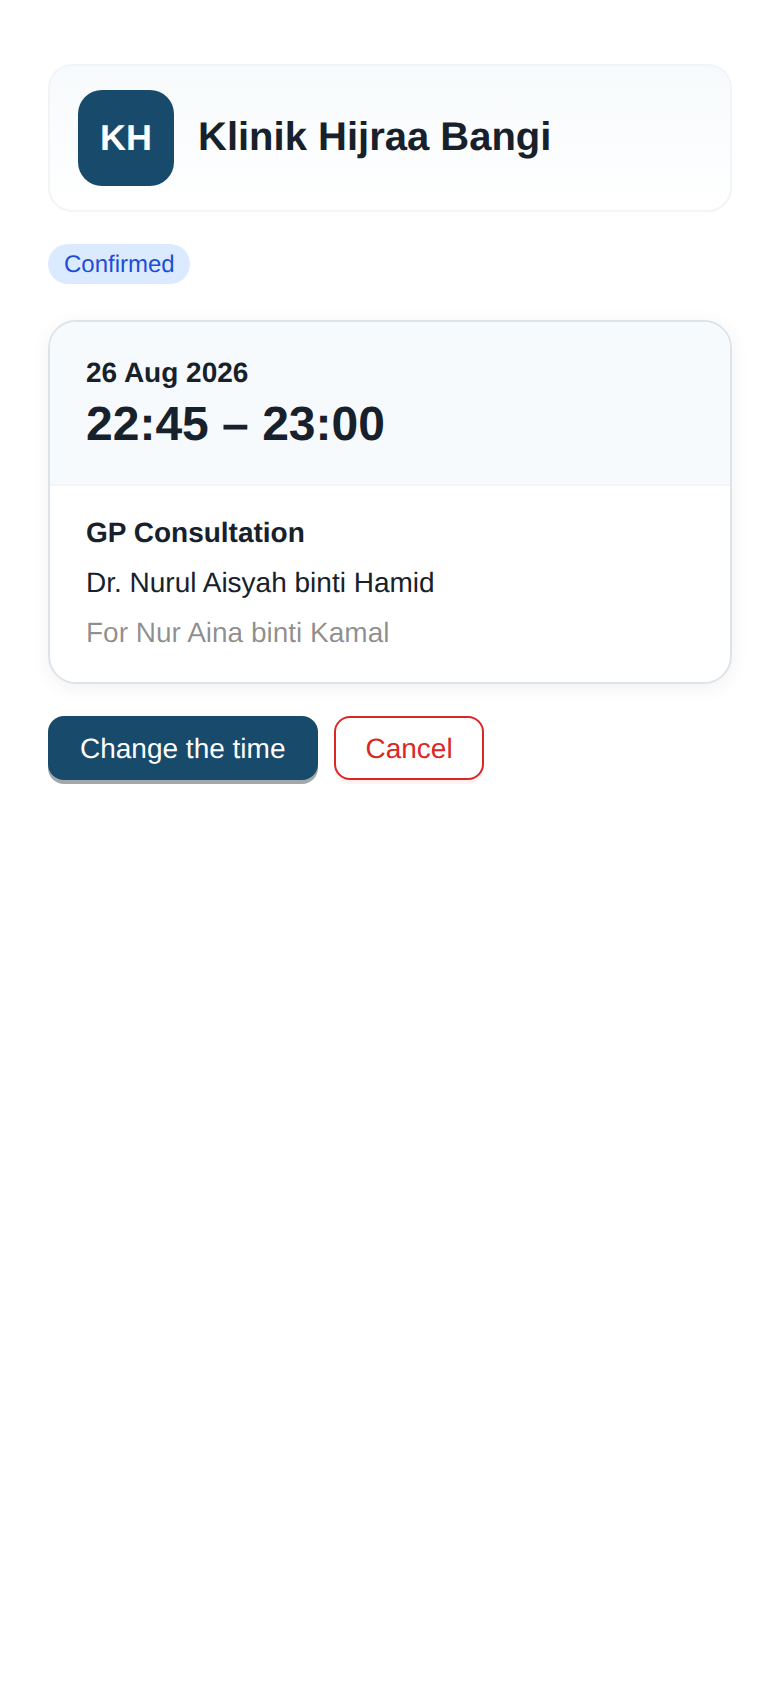 KH
Klinik Hijraa Bangi
Confirmed
26 Aug 2026
22:45 – 23:00
GP Consultation
Dr. Nurul Aisyah binti Hamid
For Nur Aina binti Kamal
Change the time
Cancel